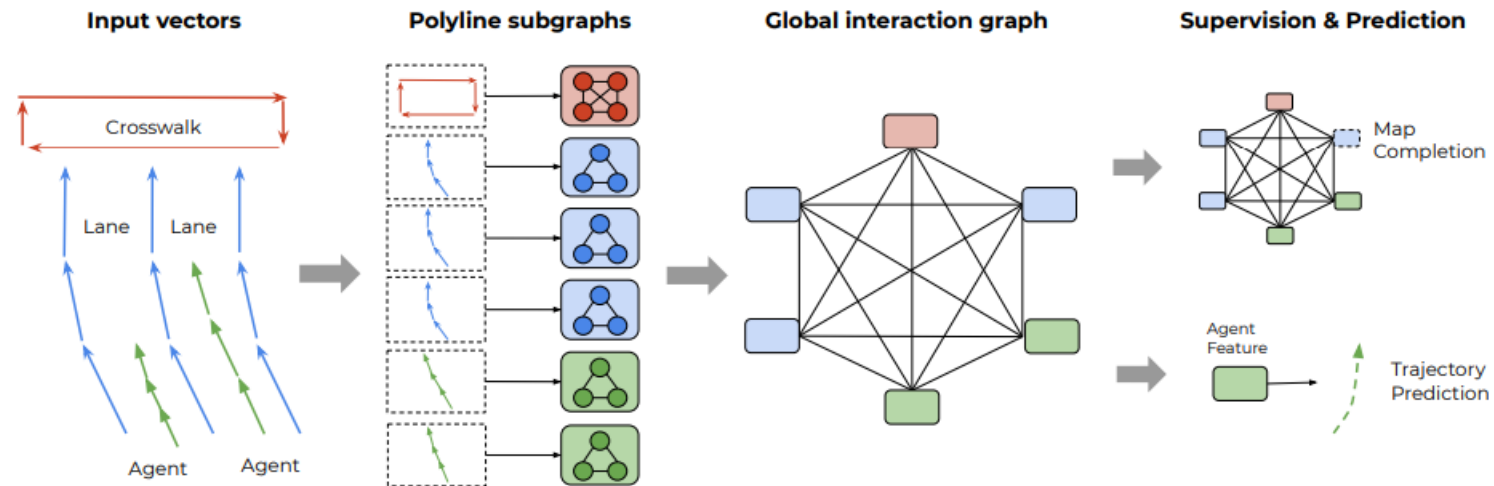 Input vectors
Polyline subgraphs
Global interaction graph
Supervision & Prediction
Crosswalk
Lane
Lane
Agent
Agent
Map
Completion
Agent
Feature
Trajectory
Prediction